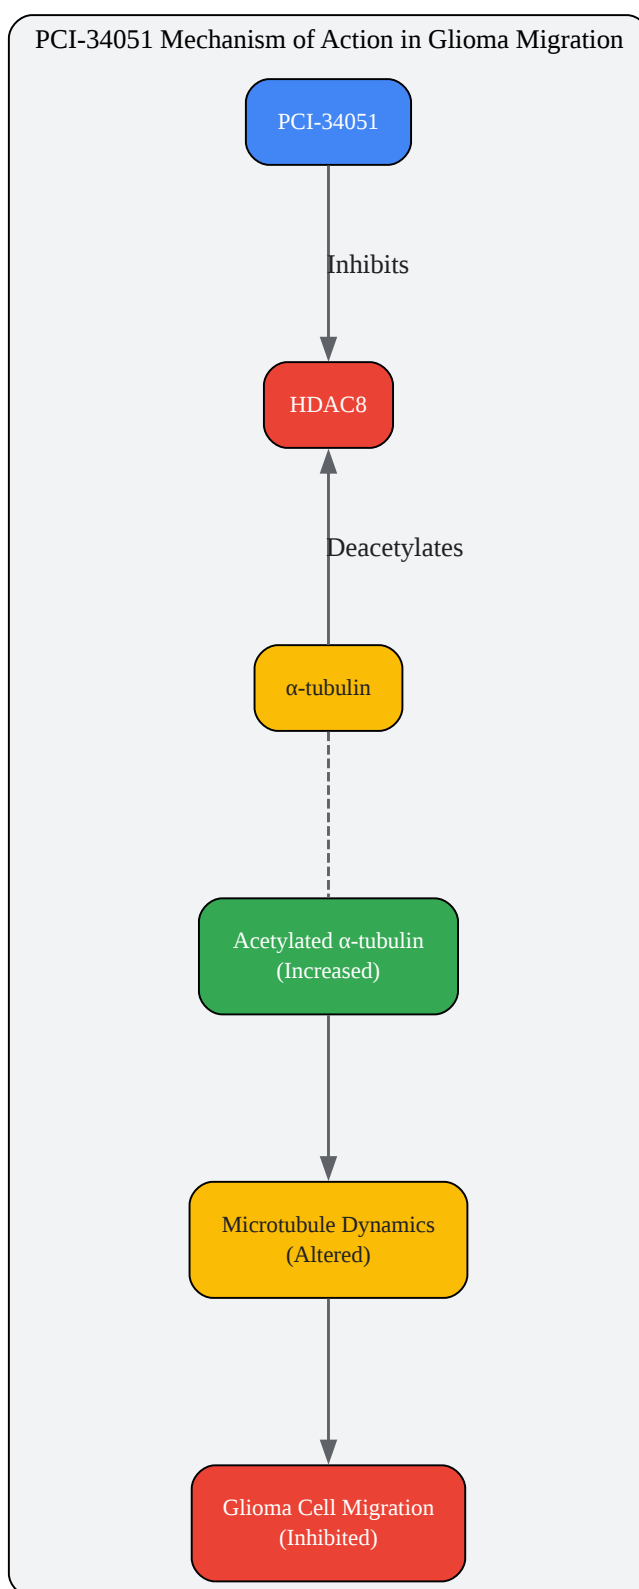 PCI-34051 Mechanism of Action in Glioma Migration
PCI-34051
Inhibits
HDAC8
Deacetylates
α-tubulin
Acetylated α-tubulin
(Increased)
Microtubule Dynamics
(Altered)
Glioma Cell Migration
(Inhibited)